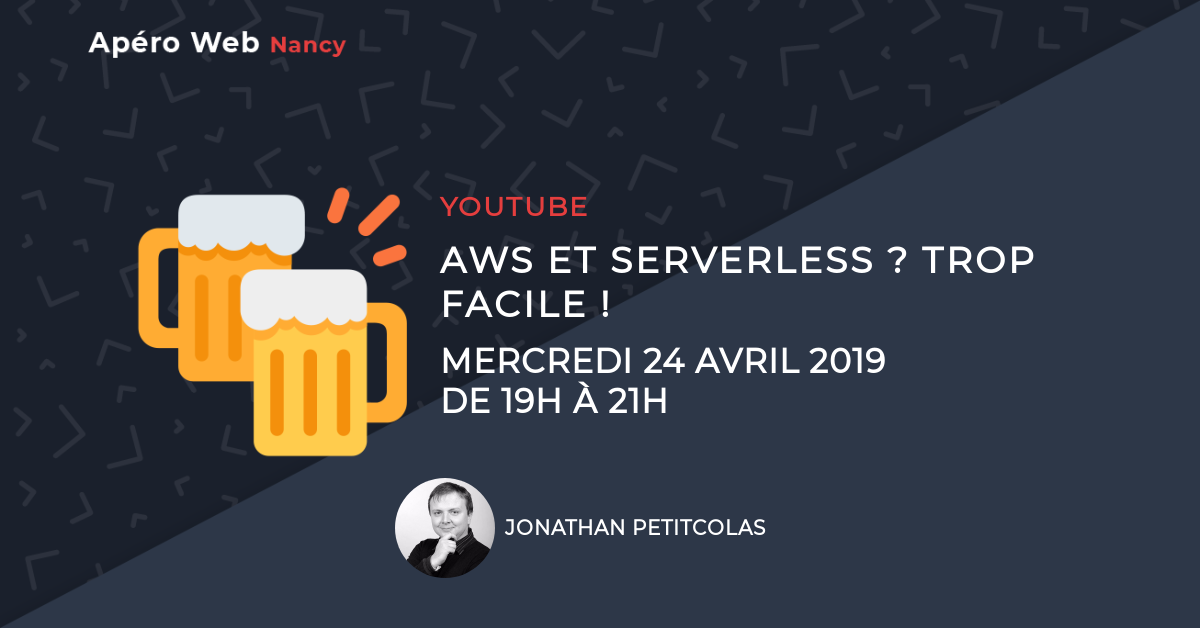 Apéro Web Nancy
YOUTUBE
AWS ET SERVERLESS ? TROP
FACILE !
MERCREDI 24 AVRIL 2019
DE 19H À 21H
JONATHAN PETITCOLAS